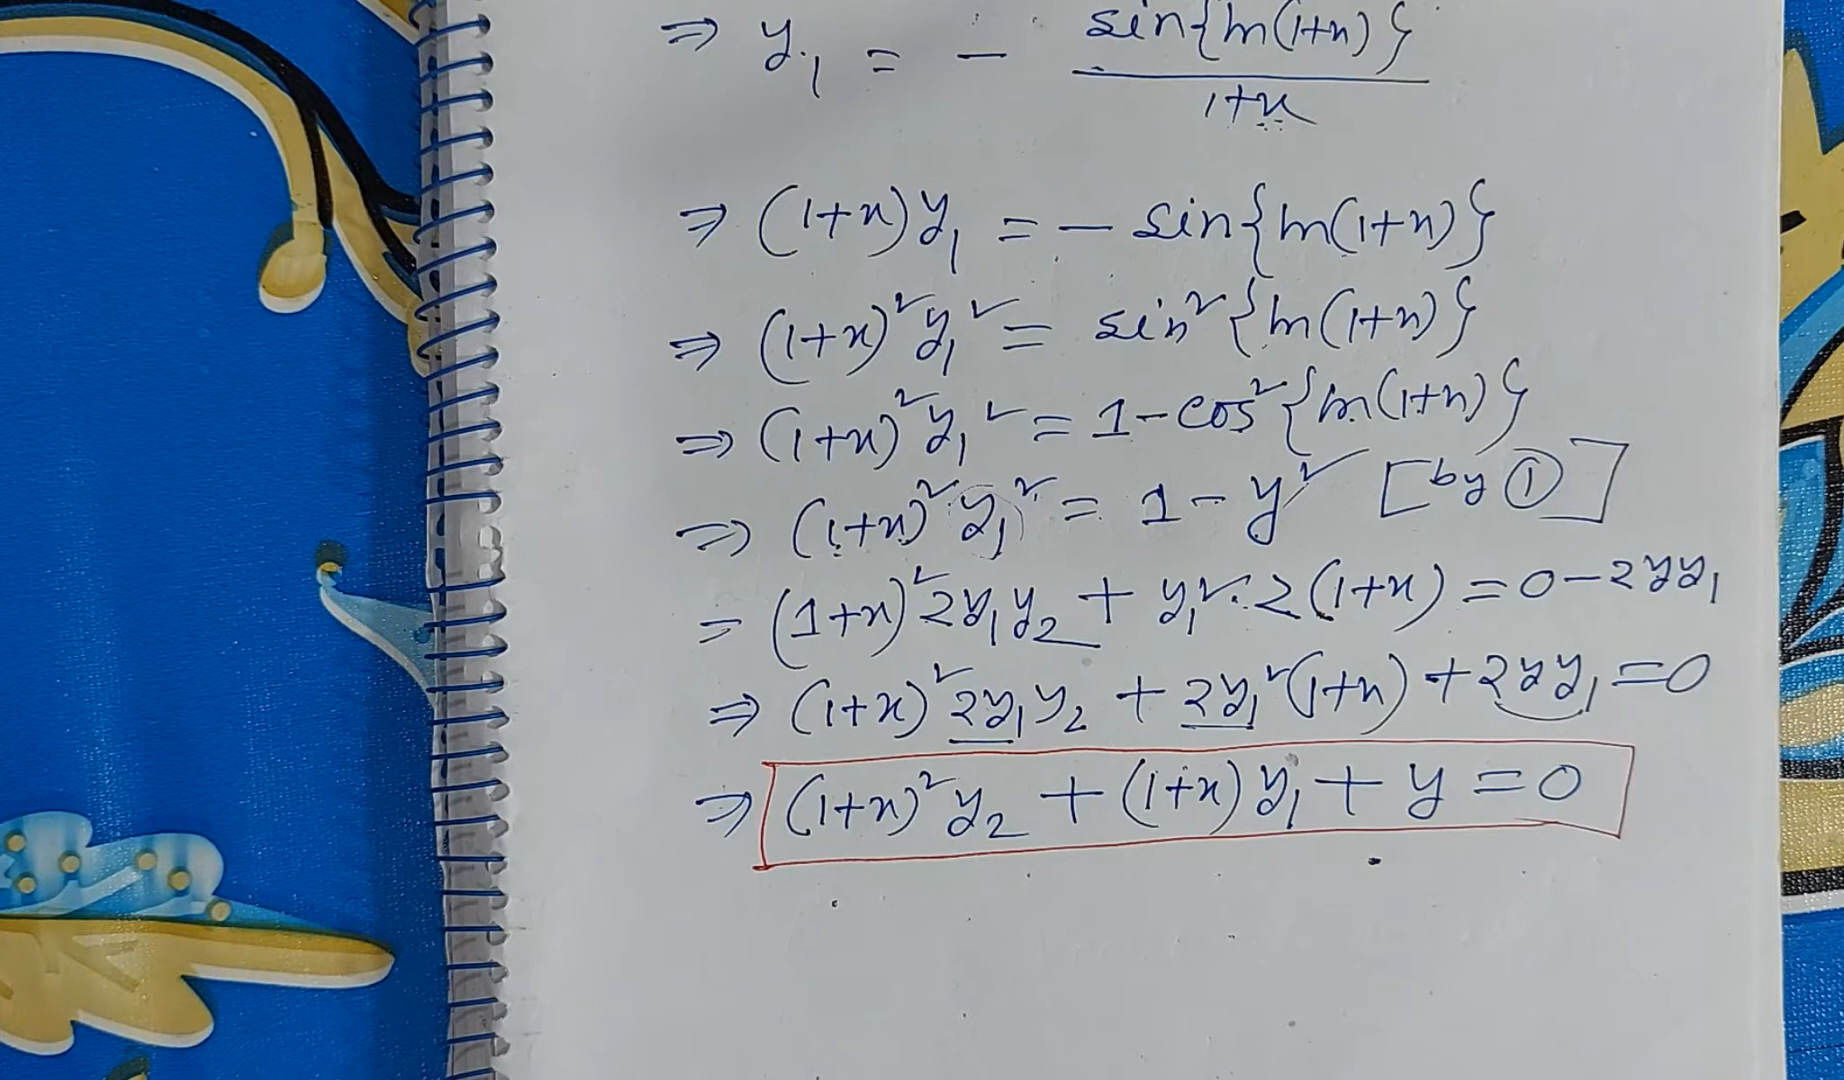 ⇒ y₁ = - sin{m(1+x)} / 1+x
⇒ (1+x)y₁ = - sin{m(1+x)}
⇒ (1+x)²y₁² = sin²{m(1+x)}
⇒ (1+x)²y₁² = 1-cos²{m(1+x)}
⇒ (1+x)²y₁² = 1-y² [by ①]
= (1+x)²2y₁y₂ + y₁².2(1+x) = 0-2yy₁
⇒ (1+x)²2y₁y₂ + 2y₁²(1+x) + 2yy₁ = 0
⇒ (1+x)²y₂ + (1+x)y₁ + y = 0